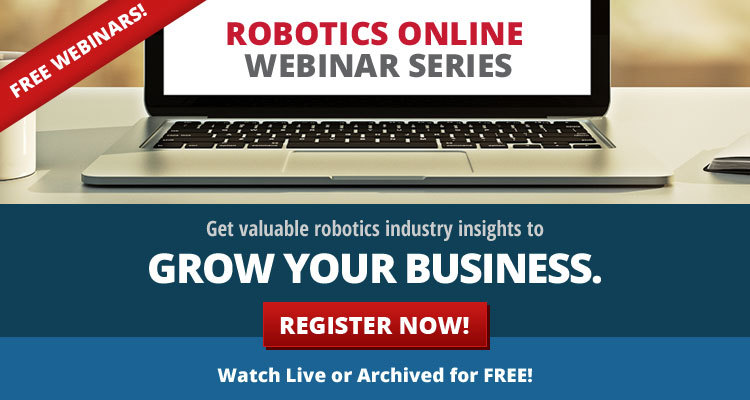 FREE WEBINARS!
ROBOTICS ONLINE
WEBINAR SERIES
Get valuable robotics industry insights to
GROW YOUR BUSINESS.
REGISTER NOW!
Watch Live or Archived for FREE!